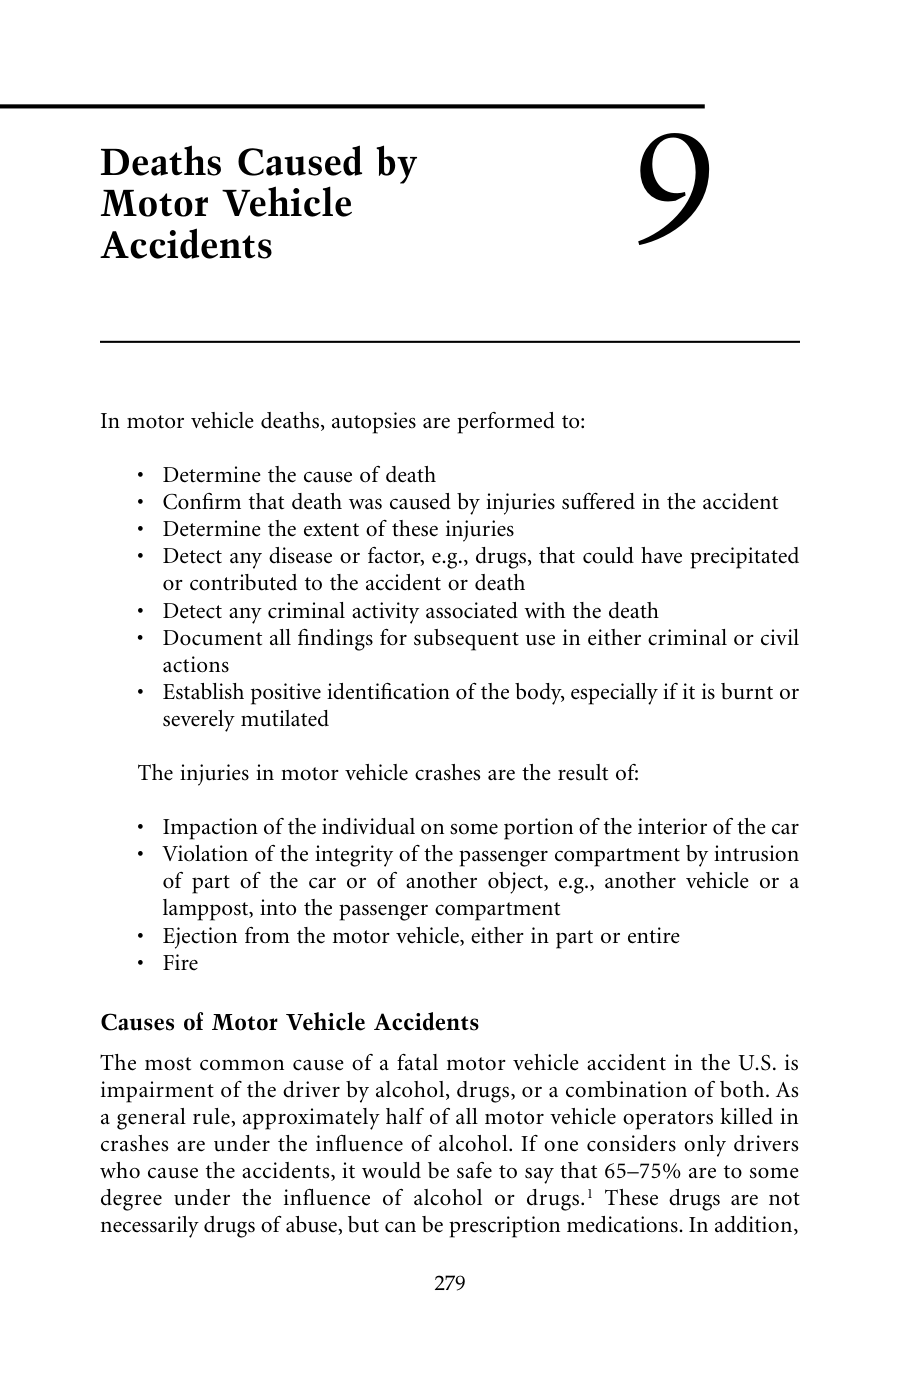 Deaths Caused by
Motor Vehicle
Accidents
9
In motor vehicle deaths, autopsies are performed to:
• Determine the cause of death
• Confirm that death was caused by injuries suffered in the accident
• Determine the extent of these injuries
• Detect any disease or factor, e.g., drugs, that could have precipitated
or contributed to the accident or death
• Detect any criminal activity associated with the death
• Document all findings for subsequent use in either criminal or civil
actions
• Establish positive identification of the body, especially if it is burnt or
severely mutilated
The injuries in motor vehicle crashes are the result of:
• Impaction of the individual on some portion of the interior of the car
• Violation of the integrity of the passenger compartment by intrusion
of part of the car or of another object, e.g., another vehicle or a
lamppost, into the passenger compartment
• Ejection from the motor vehicle, either in part or entire
• Fire
Causes of Motor Vehicle Accidents
The most common cause of a fatal motor vehicle accident in the U.S. is
impairment of the driver by alcohol, drugs, or a combination of both. As
a general rule, approximately half of all motor vehicle operators killed in
crashes are under the influence of alcohol. If one considers only drivers
who cause the accidents, it would be safe to say that 65–75% are to some
degree under the influence of alcohol or drugs.¹ These drugs are not
necessarily drugs of abuse, but can be prescription medications. In addition,
279